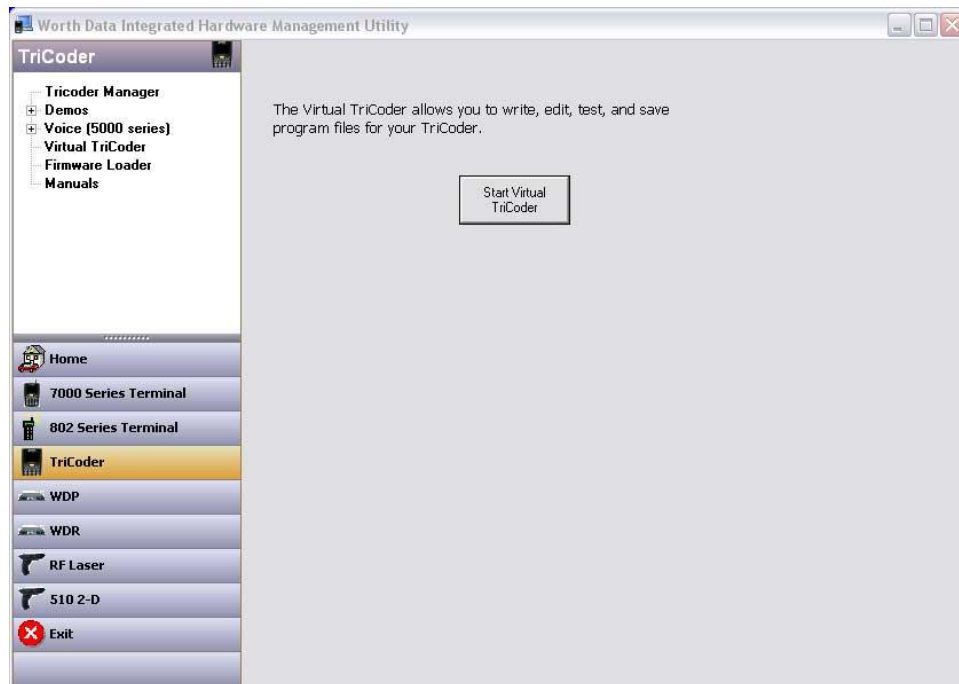 Worth Data Integrated Hardware Management Utility
TriCoder
Tricoder Manager
Demos
Voice (5000 series)
Virtual TriCoder
Firmware Loader
Manuals
The Virtual TriCoder allows you to write, edit, test, and save
program files for your TriCoder.
Start Virtual
TriCoder
Home
7000 Series Terminal
802 Series Terminal
TriCoder
WDP
WDR
RF Laser
510 2-D
Exit